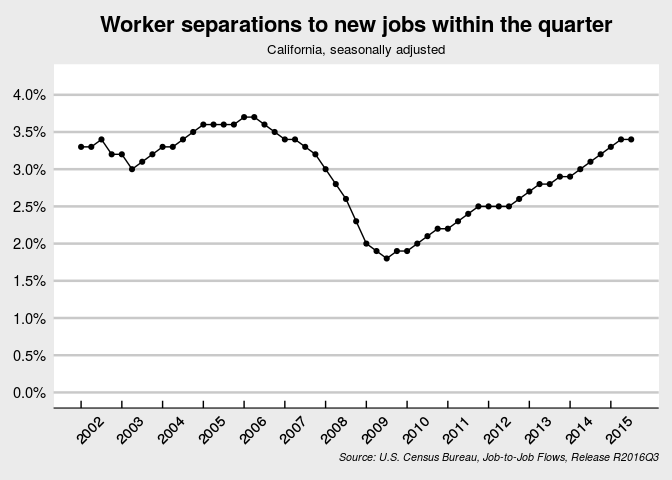 Worker separations to new jobs within the quarter
California, seasonally adjusted
4.0%
3.5%
3.0%
2.5%
2.0%
1.5%
1.0%
0.5%
0.0%
2002 2003 2004 2005 2006 2007 2008 2009 2010 2011 2012 2013 2014 2015
Source: U.S. Census Bureau, Job-to-Job Flows, Release R2016Q3